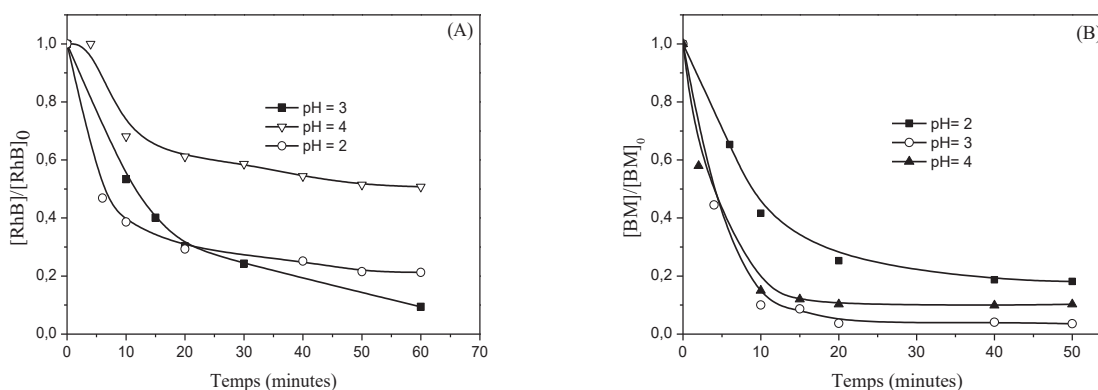 (A)
[RhB]/[RhB]0
1,0
0,8
0,6
0,4
0,2
0,0
pH = 3
pH = 4
pH = 2
0 10 20 30 40 50 60 70
Temps (minutes)
(B)
[BM]/[BM]0
1,0
0,8
0,6
0,4
0,2
0,0
pH= 2
pH= 3
pH= 4
0 10 20 30 40 50
Temps (minutes)